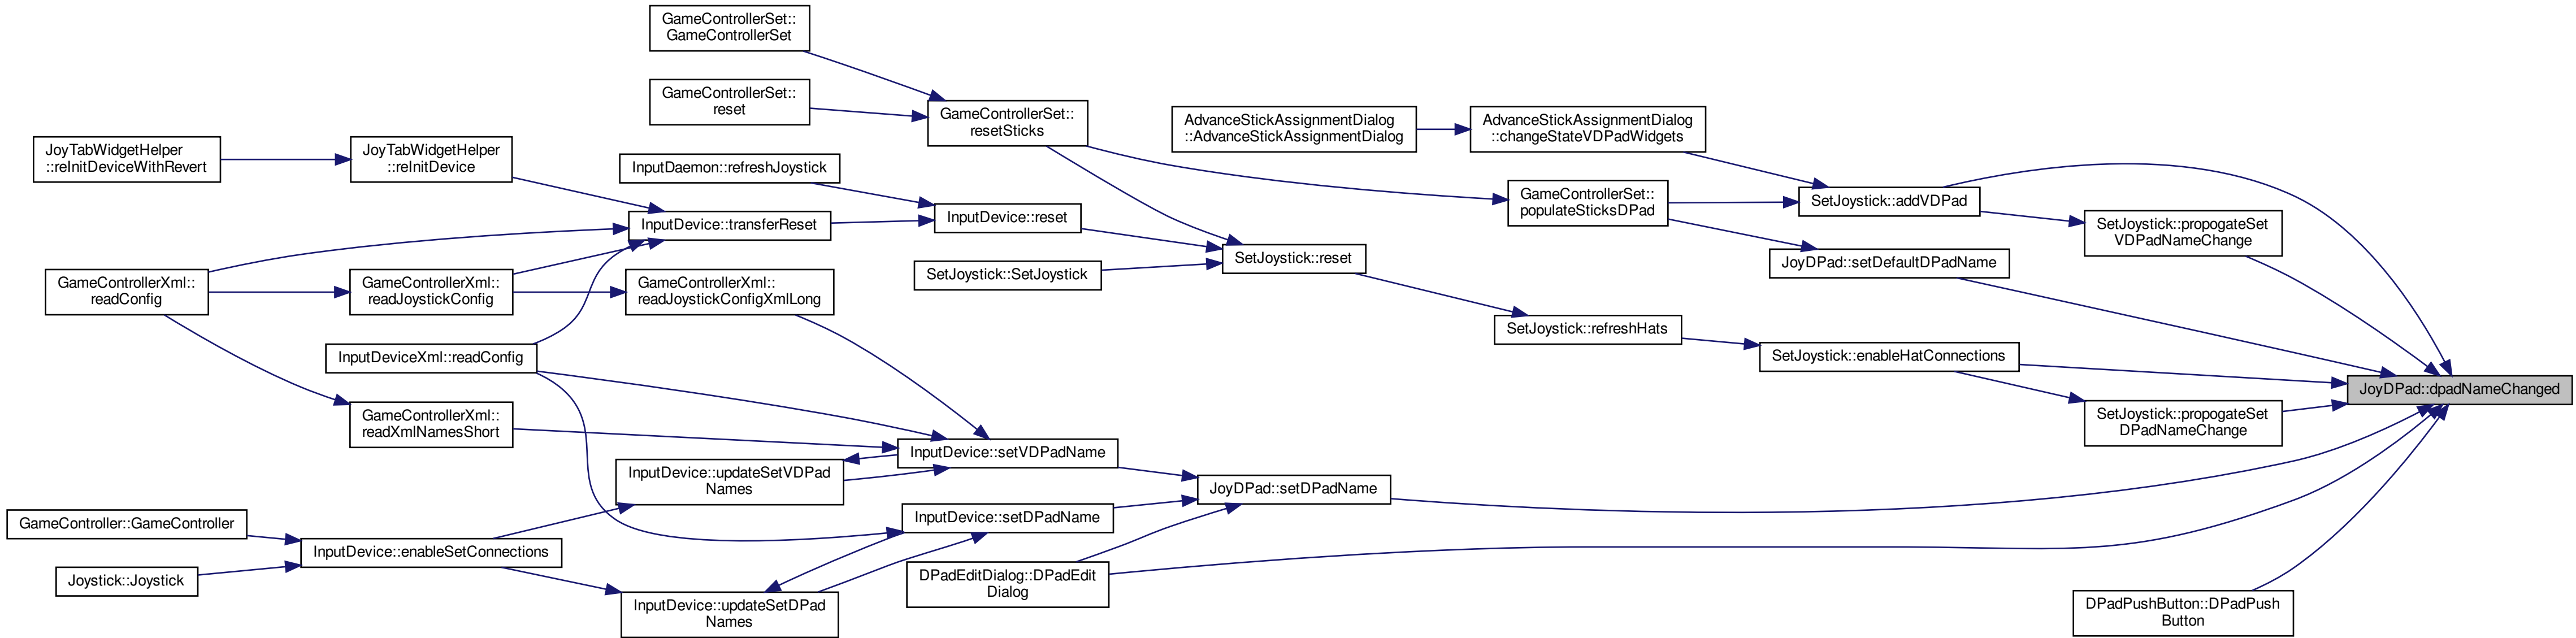 GameControllerSet::
GameControllerSet
GameControllerSet::
reset
GameControllerSet::
resetSticks
AdvanceStickAssignmentDialog
::AdvanceStickAssignmentDialog
AdvanceStickAssignmentDialog
::changeStateVDPadWidgets
JoyTabWidgetHelper
::reInitDeviceWithRevert
JoyTabWidgetHelper
::reInitDevice
InputDaemon::refreshJoystick
GameControllerSet::
populateSticksDPad
SetJoystick::addVDPad
InputDevice::transferReset
InputDevice::reset
SetJoystick::propogateSet
VDPadNameChange
SetJoystick::reset
JoyDPad::setDefaultDPadName
SetJoystick::SetJoystick
GameControllerXml::
readConfig
GameControllerXml::
readJoystickConfig
GameControllerXml::
readJoystickConfigXmlLong
SetJoystick::refreshHats
InputDeviceXml::readConfig
SetJoystick::enableHatConnections
JoyDPad::dpadNameChanged
GameControllerXml::
readXmlNamesShort
SetJoystick::propogateSet
DPadNameChange
InputDevice::setVDPadName
InputDevice::updateSetVDPad
Names
JoyDPad::setDPadName
GameController::GameController
InputDevice::setDPadName
InputDevice::enableSetConnections
Joystick::Joystick
DPadEditDialog::DPadEdit
Dialog
InputDevice::updateSetDPad
Names
DPadPushButton::DPadPush
Button